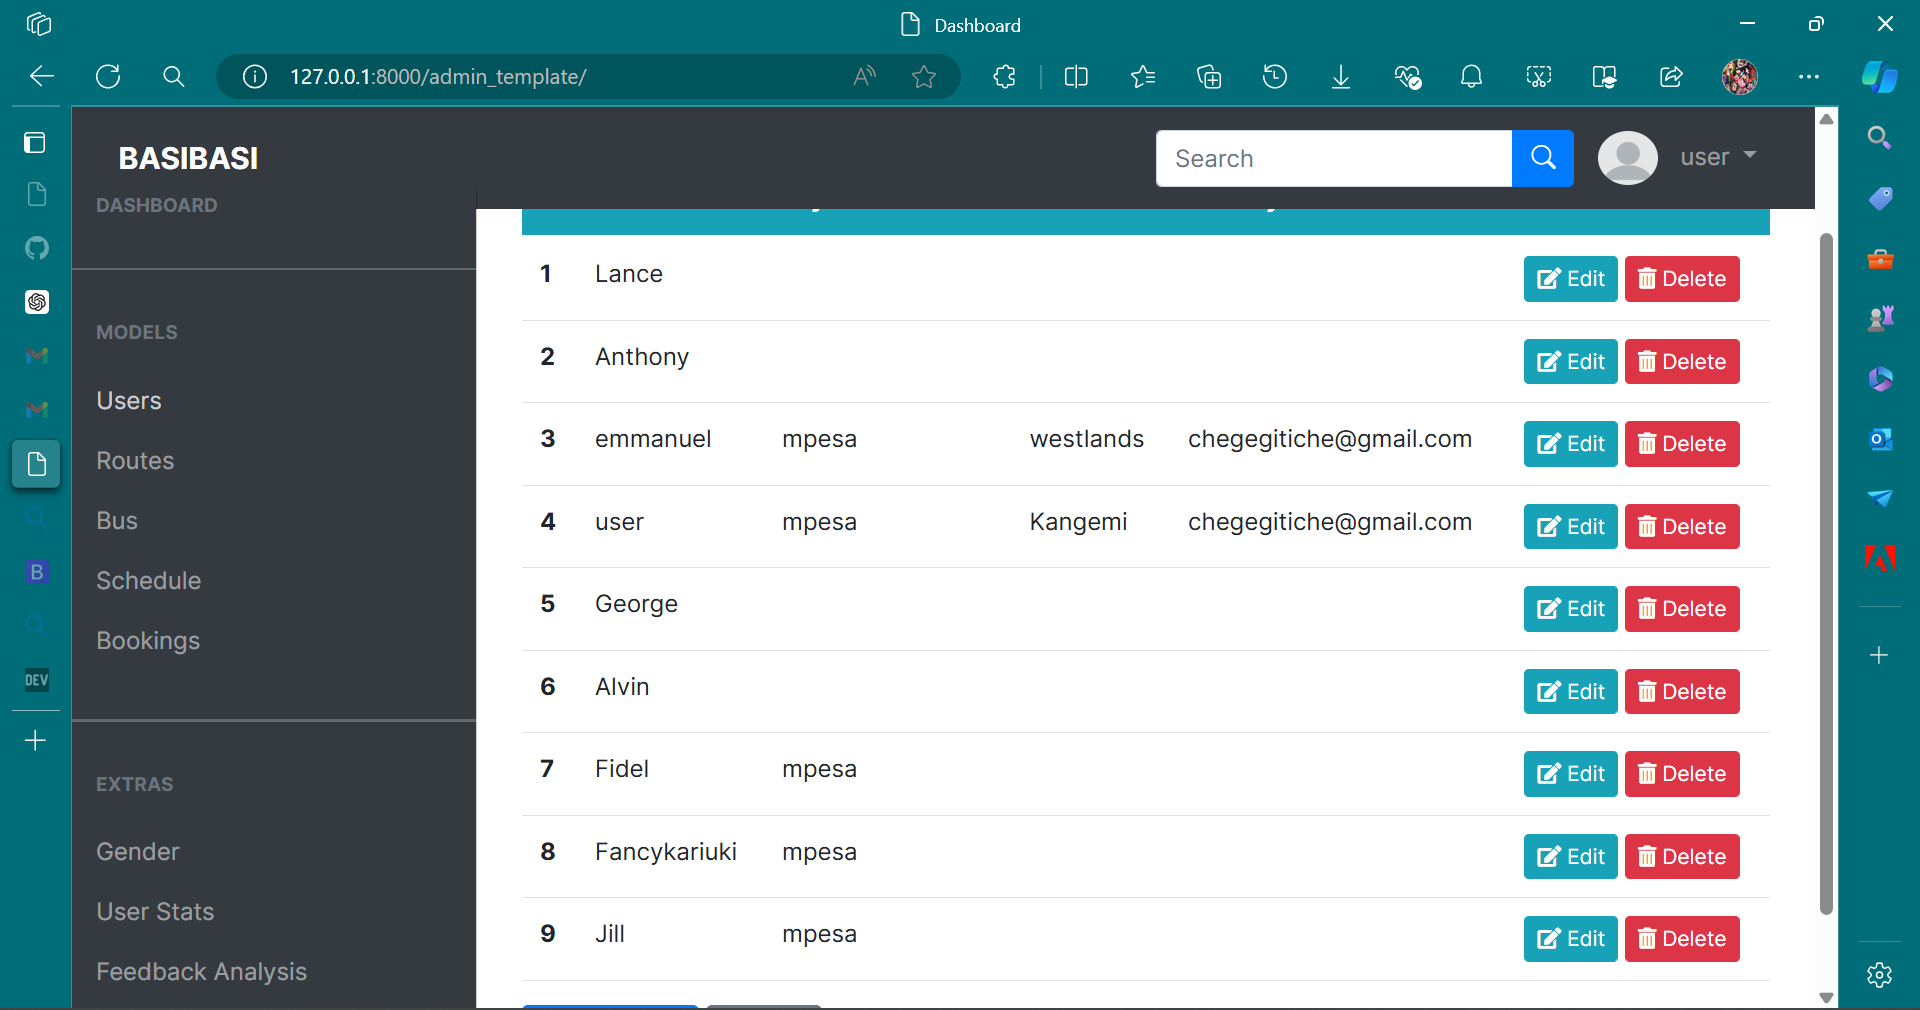 Dashboard
127.0.0.1:8000/admin_template/
BASIBASI
Search
user
DASHBOARD
MODELS
Users
Routes
Bus
Schedule
Bookings
EXTRAS
Gender
User Stats
Feedback Analysis
1 Lance Edit Delete
2 Anthony Edit Delete
3 emmanuel mpesa westlands chegegitiche@gmail.com Edit Delete
4 user mpesa Kangemi chegegitiche@gmail.com Edit Delete
5 George Edit Delete
6 Alvin Edit Delete
7 Fidel mpesa Edit Delete
8 Fancykariuki mpesa Edit Delete
9 Jill mpesa Edit Delete
B
DEV